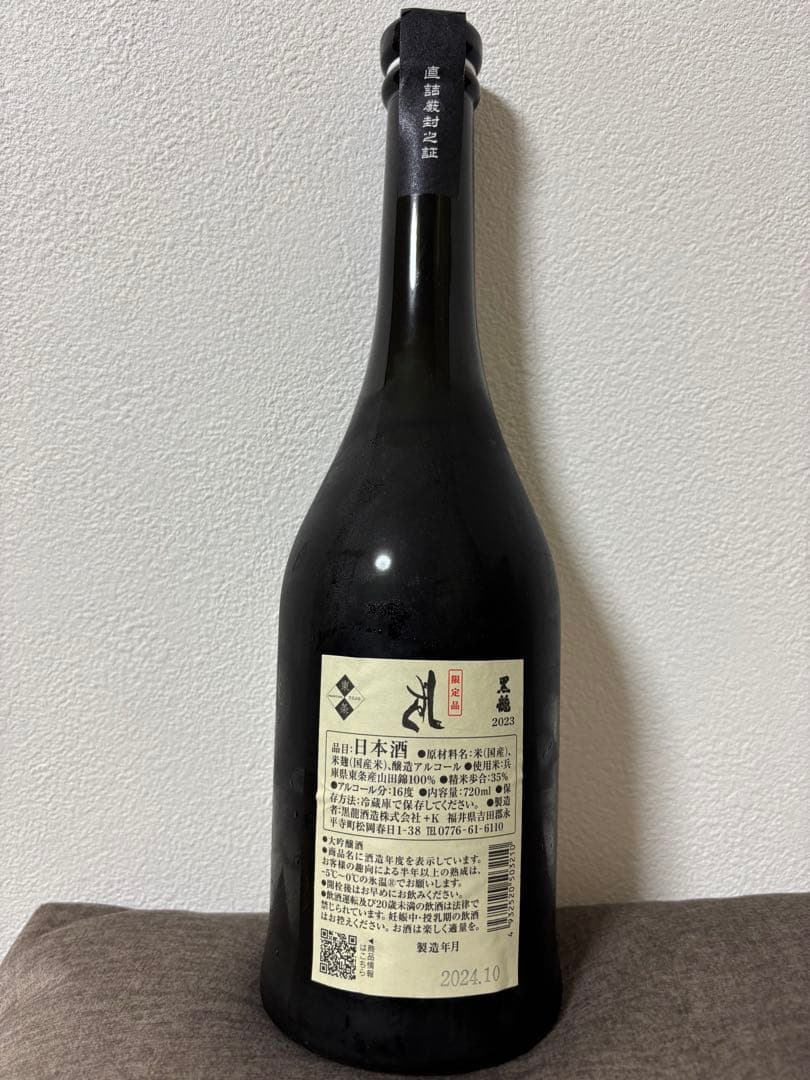 直詰厳封之証
東条
限定品
黒龍
2023
品目:日本酒 ●原材料名:米(国産)、
米麹(国産米)、醸造アルコール ●使用米:兵
庫県東条産山田錦100% ●精米歩合:35%
●アルコール分:16度 ●内容量:720ml ●保
存方法:冷蔵庫で保存してください。 ●製造
者:黒龍酒造株式会社+K 福井県吉田郡永
平寺町松岡春日1-38 ℡0776-61-6110
●大吟醸酒
●商品名に酒造年度を表示しています。
お客様の趣向による半年以上の熟成は、
-5℃〜0℃の氷温®でお願いします。
●開栓後はお早めにお飲みください。
●飲酒運転及び20歳未満の飲酒は法律で
禁じられています。妊娠中・授乳期の飲酒
はお控えください。お酒は楽しく適量を。
◀商品情報
はこちら
製造年月
2024.10
4 932520 503210